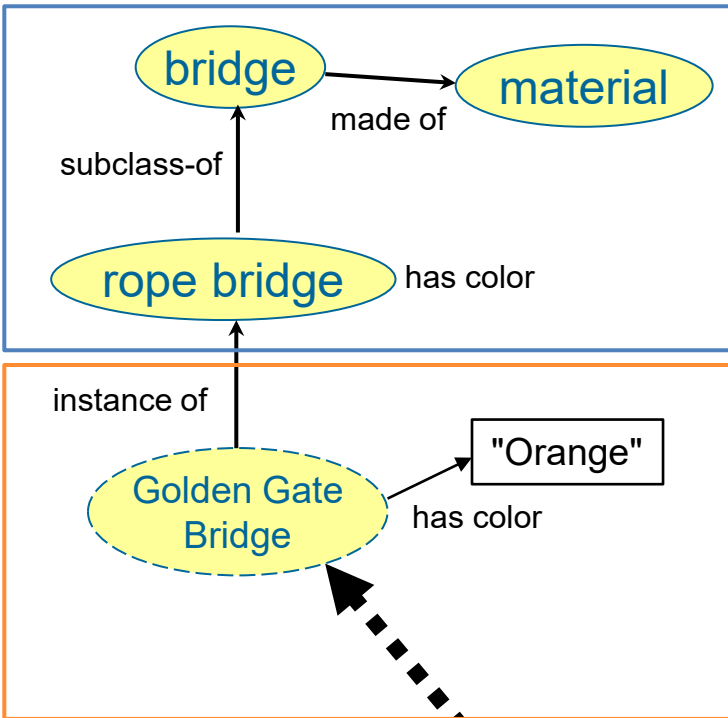 bridge
material
made of
subclass-of
rope bridge
has color
instance of
"Orange"
Golden Gate
Bridge
has color